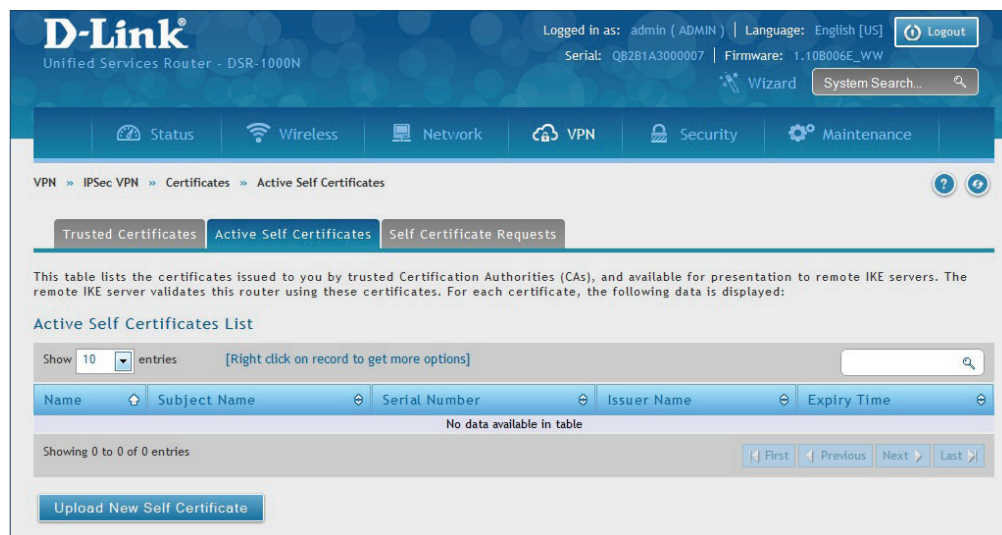 D-Link®
Unified Services Router - DSR-1000N
Logged in as: admin ( ADMIN ) | Language: English [US]
Logout
Serial: QB2B1A3000007 | Firmware: 1.10B006E_WW
Wizard
System Search...
Status
Wireless
Network
VPN
Security
Maintenance
VPN » IPSec VPN » Certificates » Active Self Certificates
Trusted Certificates
Active Self Certificates
Self Certificate Requests
This table lists the certificates issued to you by trusted Certification Authorities (CAs), and available for presentation to remote IKE servers. The
remote IKE server validates this router using these certificates. For each certificate, the following data is displayed:
Active Self Certificates List
Show 10 entries [Right click on record to get more options]
Name Subject Name Serial Number Issuer Name Expiry Time
No data available in table
Showing 0 to 0 of 0 entries
First Previous Next Last
Upload New Self Certificate